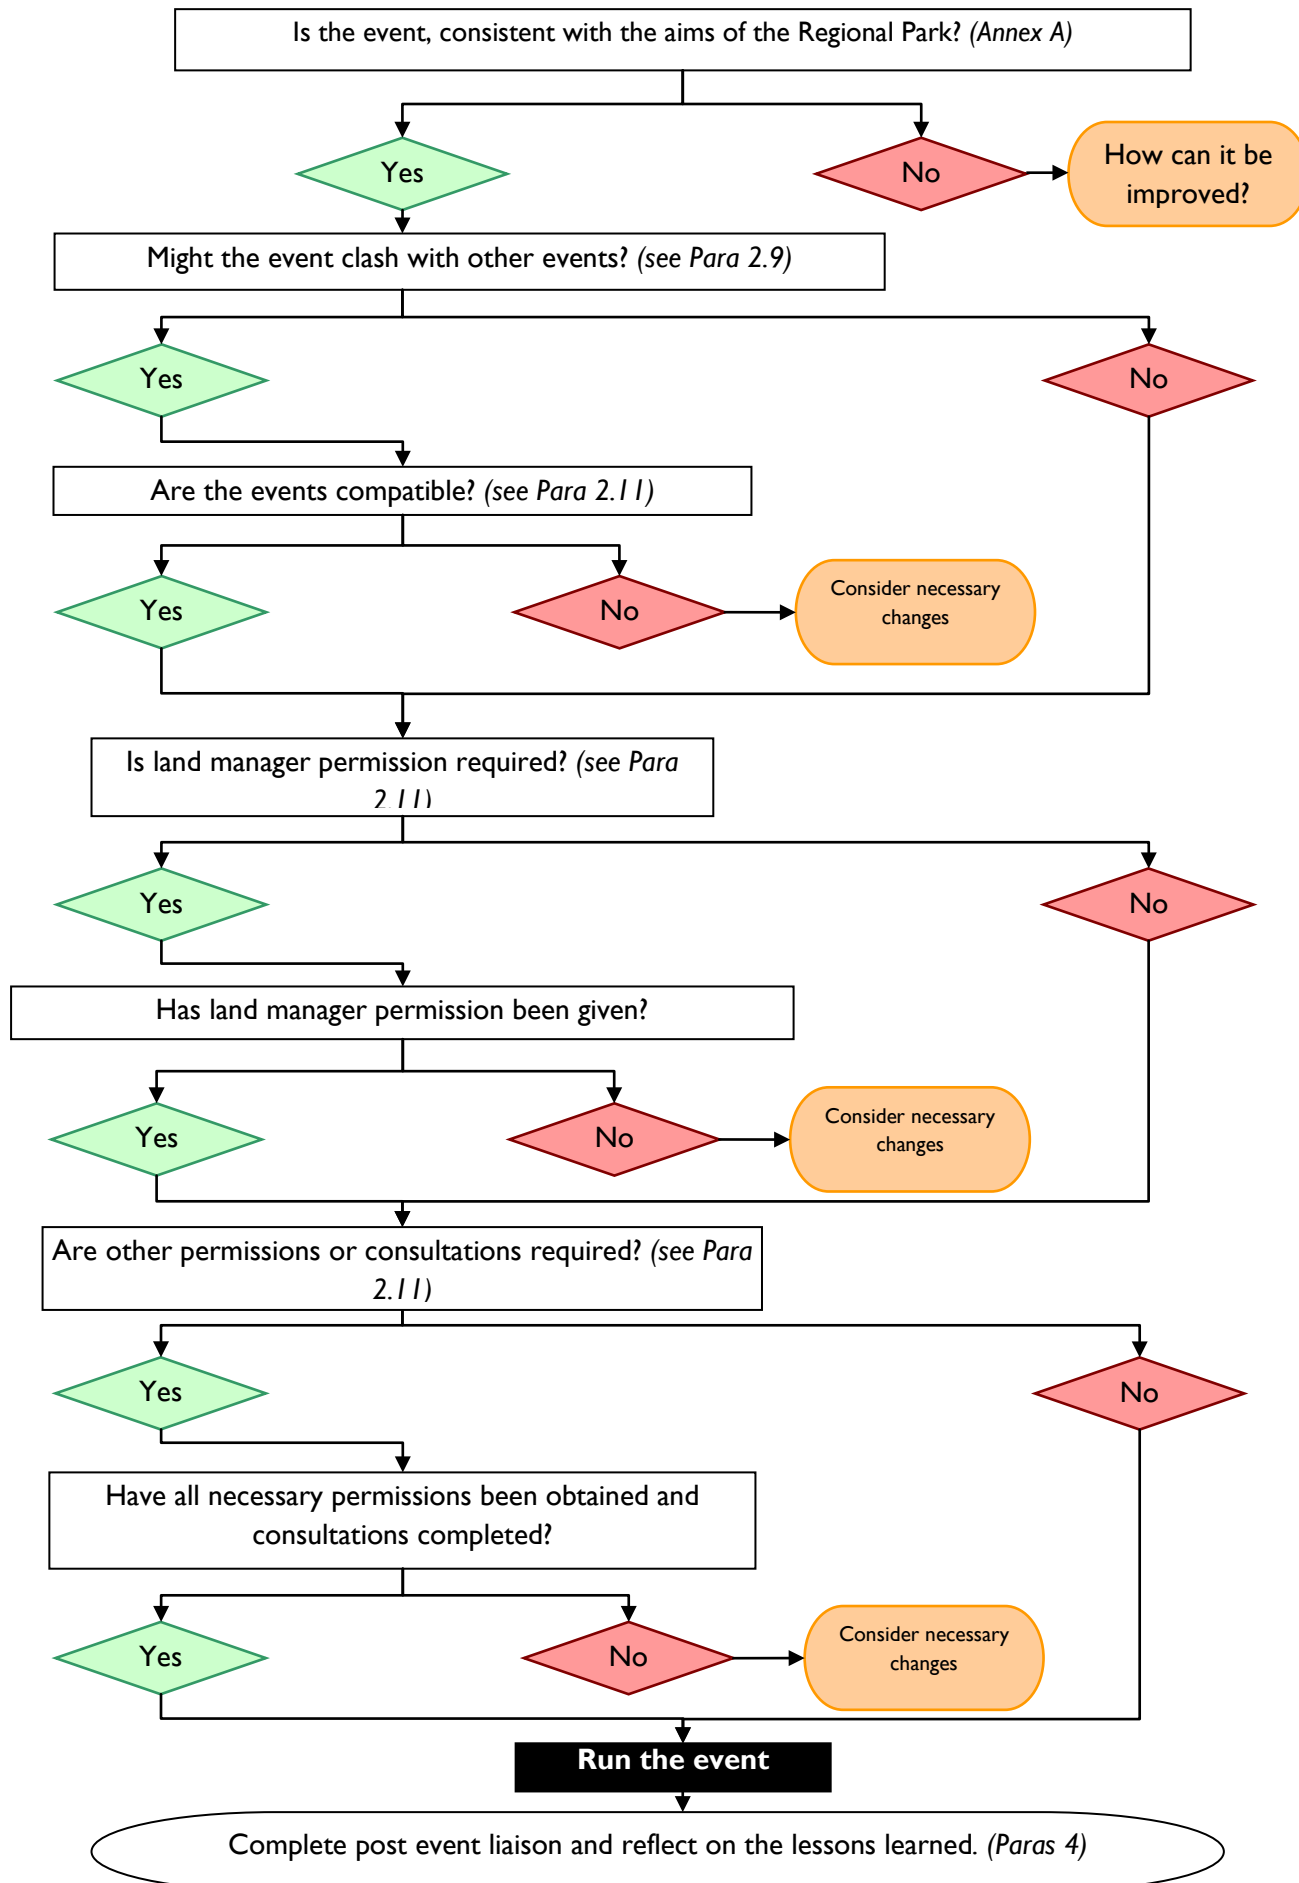 Is the event, consistent with the aims of the Regional Park? (Annex A)
Yes
No
How can it be
improved?
Might the event clash with other events? (see Para 2.9)
Yes
No
Are the events compatible? (see Para 2.11)
Yes
No
Consider necessary
changes
Is land manager permission required? (see Para
2.11)
Yes
No
Has land manager permission been given?
Yes
No
Consider necessary
changes
Are other permissions or consultations required? (see Para
2.11)
Yes
No
Have all necessary permissions been obtained and
consultations completed?
Yes
No
Consider necessary
changes
Run the event
Complete post event liaison and reflect on the lessons learned. (Paras 4)